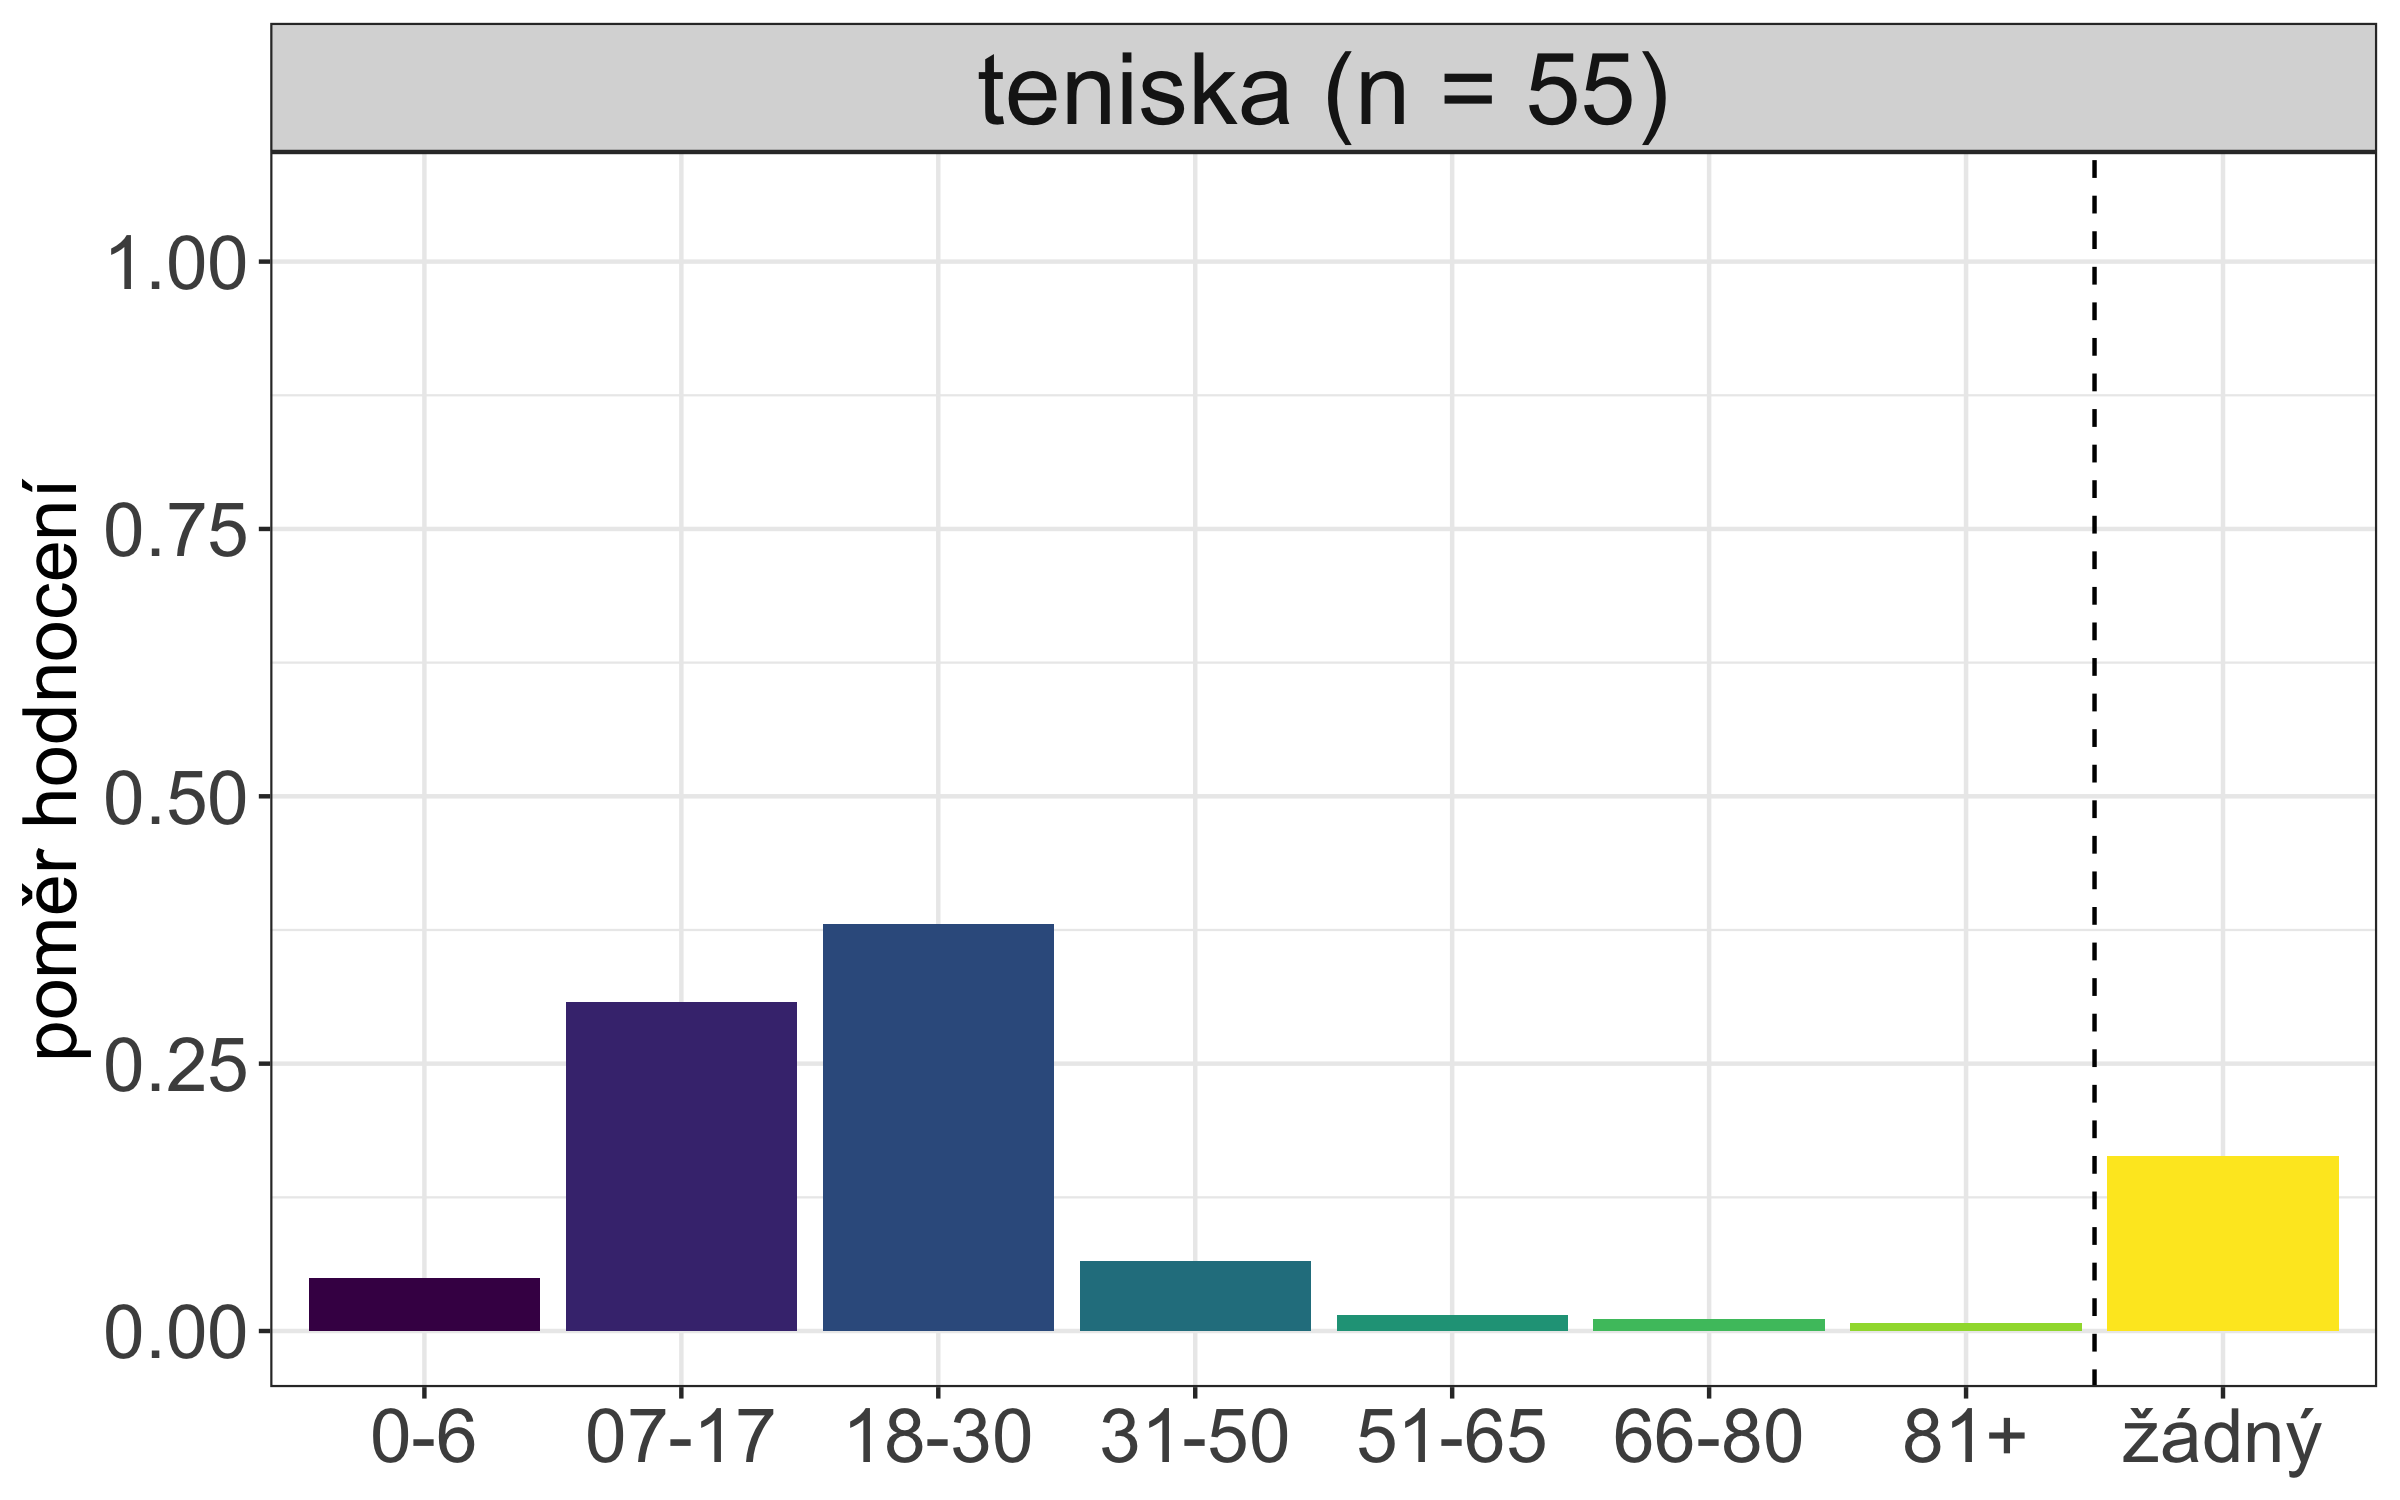 teniska (n = 55)
poměr hodnocení
1.00
0.75
0.50
0.25
0.00
0-6 07-17 18-30 31-50 51-65 66-80 81+ žádný